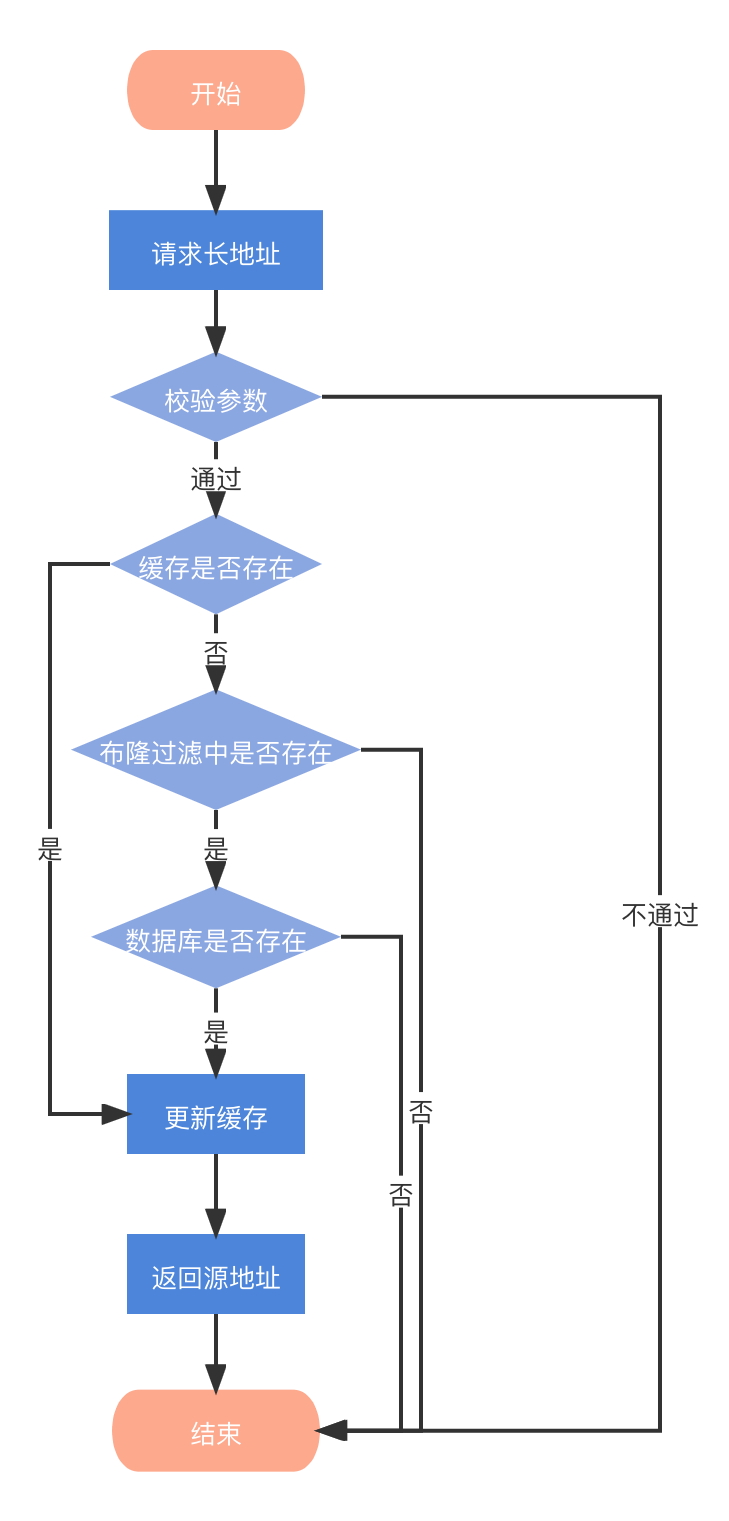 开始
请求长地址
校验参数
通过
缓存是否存在
否
布隆过滤中是否存在
是
是
不通过
数据库是否存在
是
更新缓存
否
否
返回源地址
结束